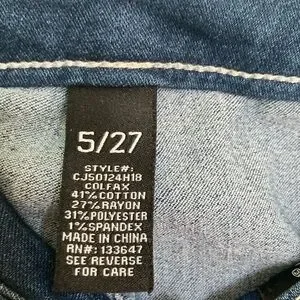 5/27
STYLE#:
CJ50124H18
COLFAX
41%COTTON
27%RAYON
31%POLYESTER
1%SPANDEX
MADE IN CHINA
RN#: 133647
SEE REVERSE
FOR CARE